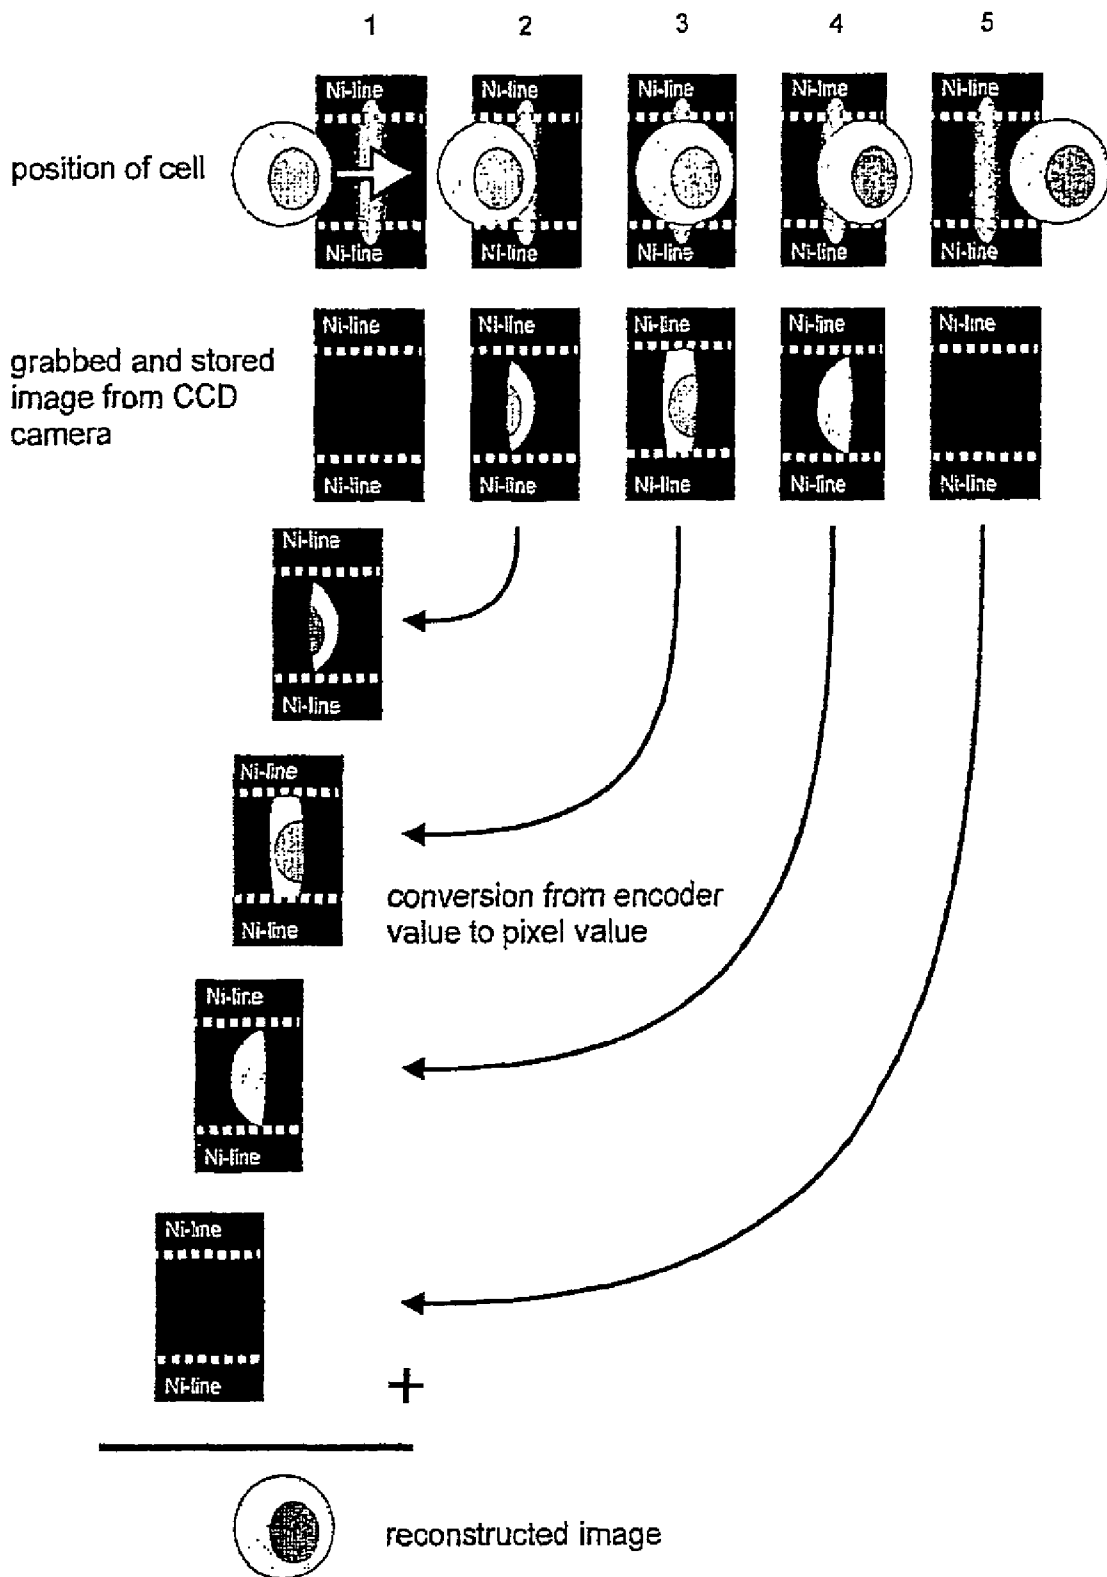 1 2 3 4 5
Ni-line Ni-line Ni-line Ni-line Ni-line
position of cell
Ni-line Ni-line Ni-line Ni-line Ni-line
Ni-line Ni-line Ni-line Ni-line Ni-line
grabbed and stored
image from CCD
camera
Ni-line Ni-line Ni-line Ni-line Ni-line
Ni-line
Ni-line
Ni-line
conversion from encoder
value to pixel value
Ni-line
Ni-line
Ni-line
Ni-line
Ni-line
+
reconstructed image